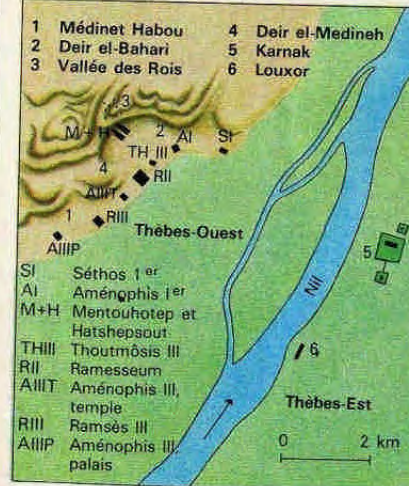 1 Médinet Habou
2 Deir el-Bahari
3 Vallée des Rois
4 Deir el-Medineh
5 Karnak
6 Louxor
3
M+H
2
AI
SI
TH III
4
RII
AIIIT
1
RIII
AIIIP
Thèbes-Ouest
5
Nil
6
Thèbes-Est
0 2 km
SI Séthos 1er
AI Aménophis Ier
M+H Mentouhotep et
Hatshepsout
THIII Thoutmôsis III
RII Ramesseum
AIIIT Aménophis III,
temple
RIII Ramsès III
AIIIP Aménophis III,
palais